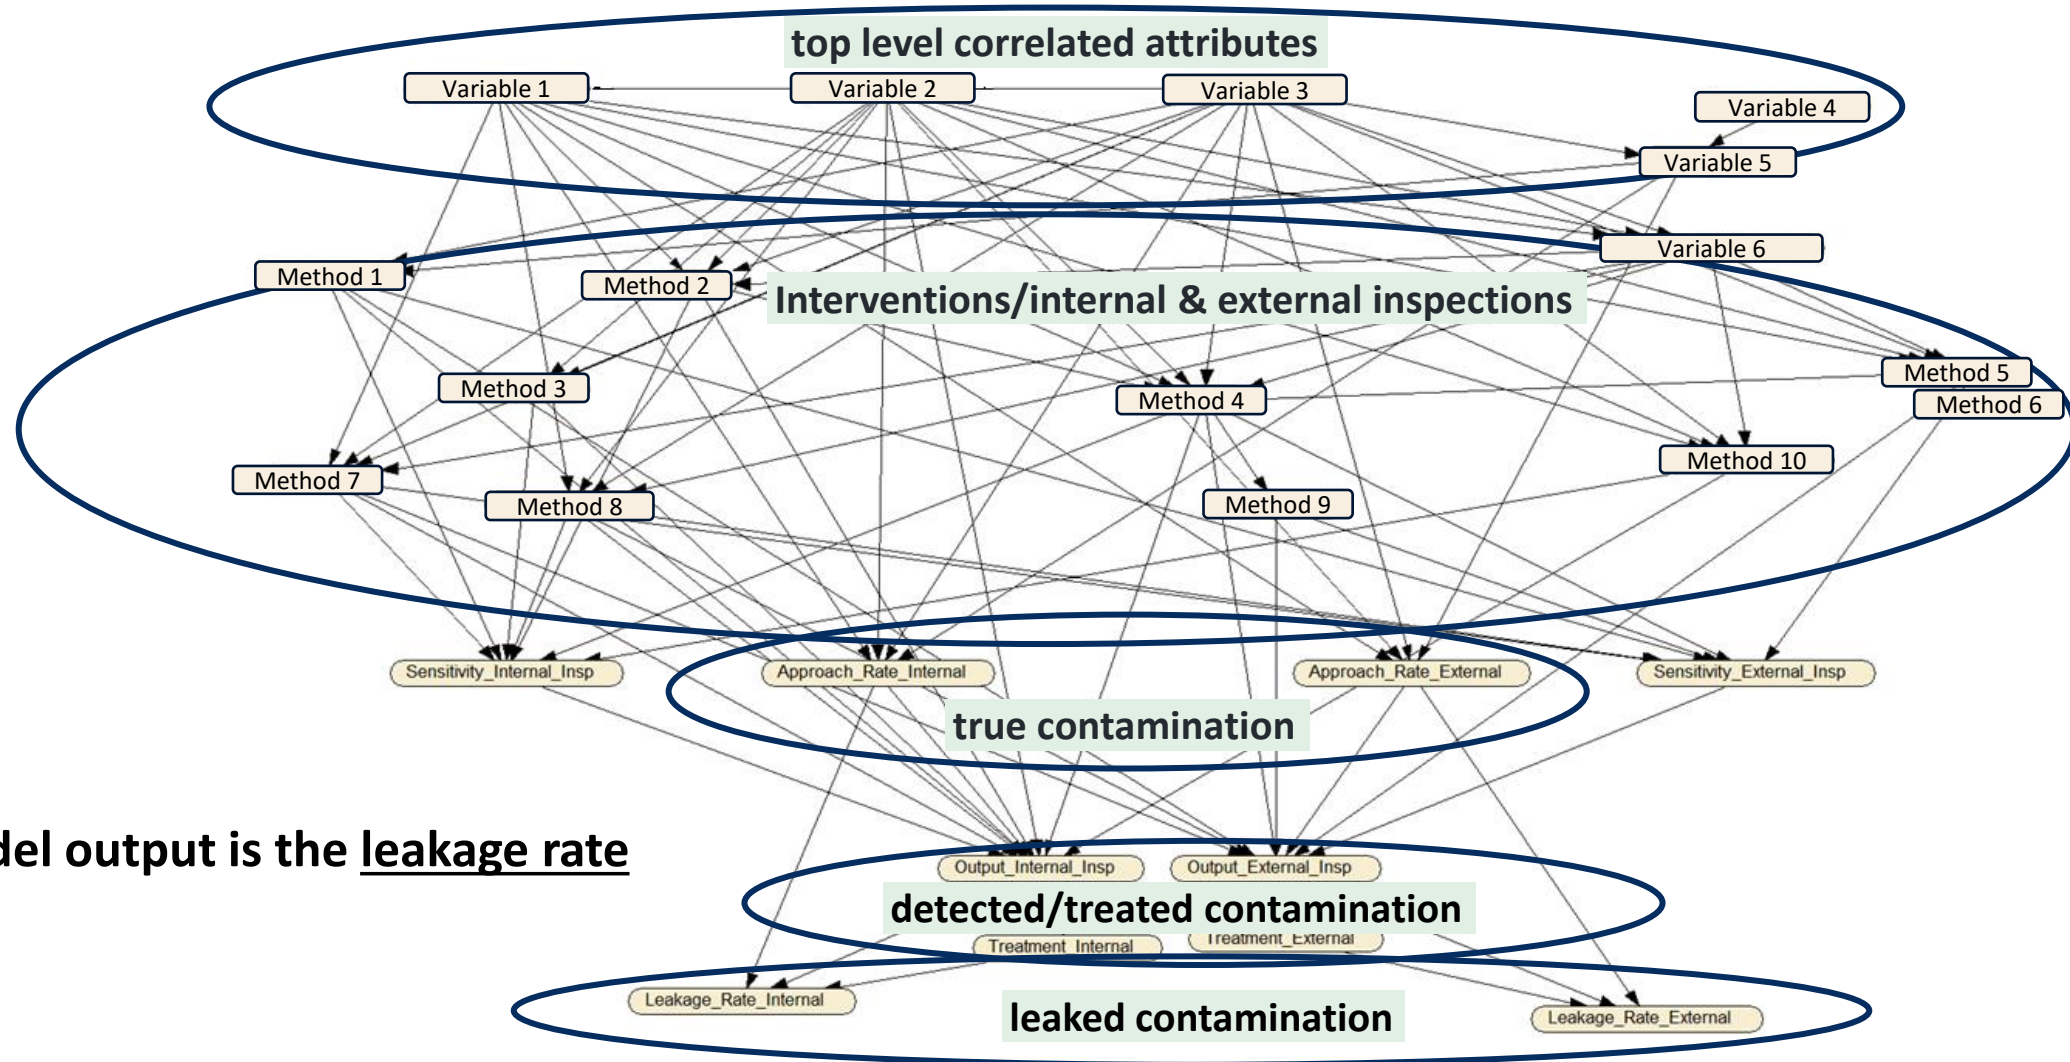 top level correlated attributes
Variable 1
Variable 2
Variable 3
Variable 4
Variable 5
Variable 6
Method 1
Method 2
Interventions/internal & external inspections
Method 3
Method 4
Method 5
Method 6
Method 7
Method 8
Method 9
Method 10
Sensitivity_Internal_Insp
Approach_Rate_Internal
Approach_Rate_External
Sensitivity_External_Insp
true contamination
del output is the leakage rate
Output_Internal_Insp
Output_External_Insp
detected/treated contamination
Treatment_Internal
Treatment_External
Leakage_Rate_Internal
leaked contamination
Leakage_Rate_External